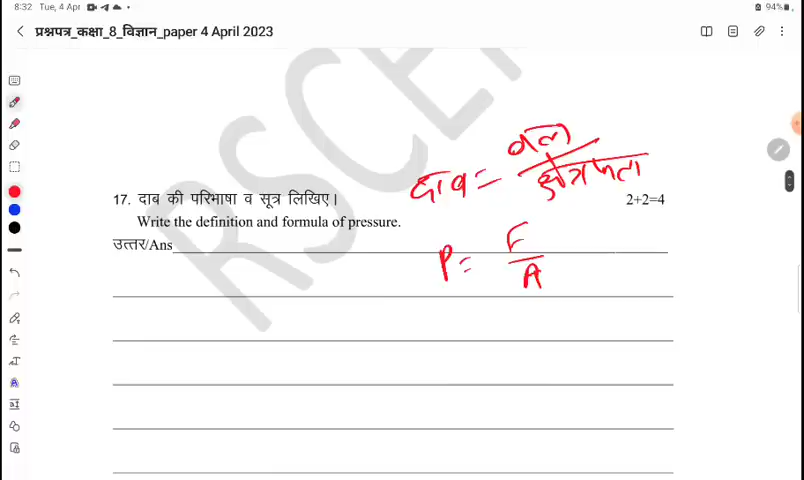 8:32 Tue, 4 Apr
94%
प्रश्नपत्र_कक्षा_8_विज्ञान_paper 4 April 2023
RSCE
दाब = बल
क्षेत्रफल
17. दाब की परिभाषा व सूत्र लिखिए। 2+2=4
Write the definition and formula of pressure.
उत्तर/Ans
P = F
A